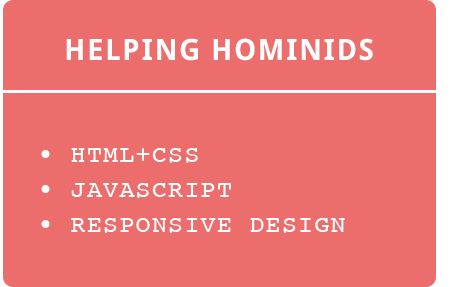 HELPING HOMINIDS
• HTML+CSS
• JAVASCRIPT
• RESPONSIVE DESIGN